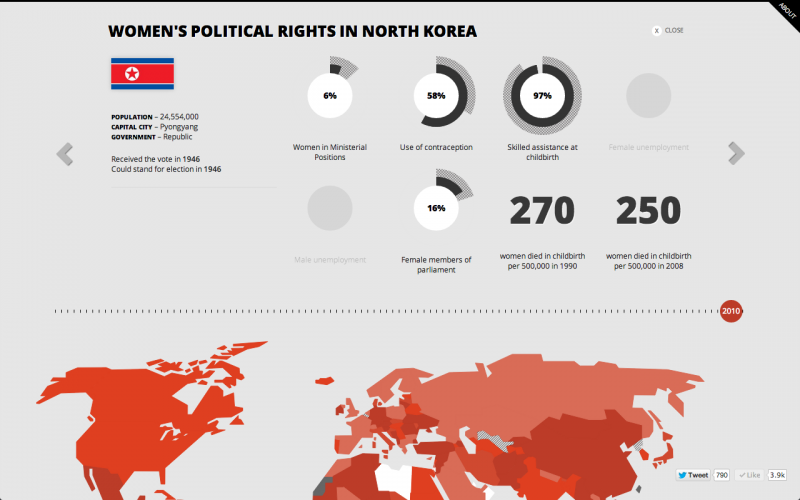 ABOUT
WOMEN'S POLITICAL RIGHTS IN NORTH KOREA
X CLOSE
POPULATION – 24,554,000
CAPITAL CITY – Pyongyang
GOVERNMENT – Republic
Received the vote in 1946
Could stand for election in 1946
6%
Women in Ministerial
Positions
58%
Use of contraception
97%
Skilled assistance at
childbirth
Female unemployment
Male unemployment
16%
Female members of
parliament
270
women died in childbirth
per 500,000 in 1990
250
women died in childbirth
per 500,000 in 2008
2010
Tweet 790 Like 3.9k